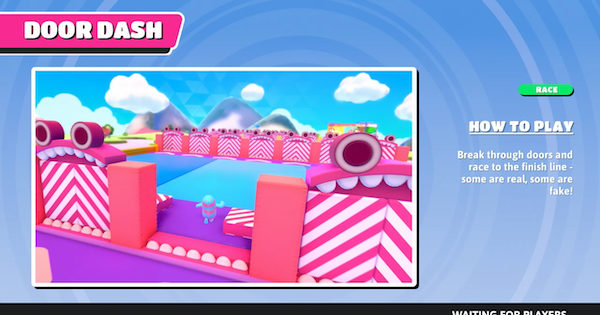 DOOR DASH
RACE
HOW TO PLAY
Break through doors and
race to the finish line -
some are real, some are
fake!
WAITING FOR PLAYERS